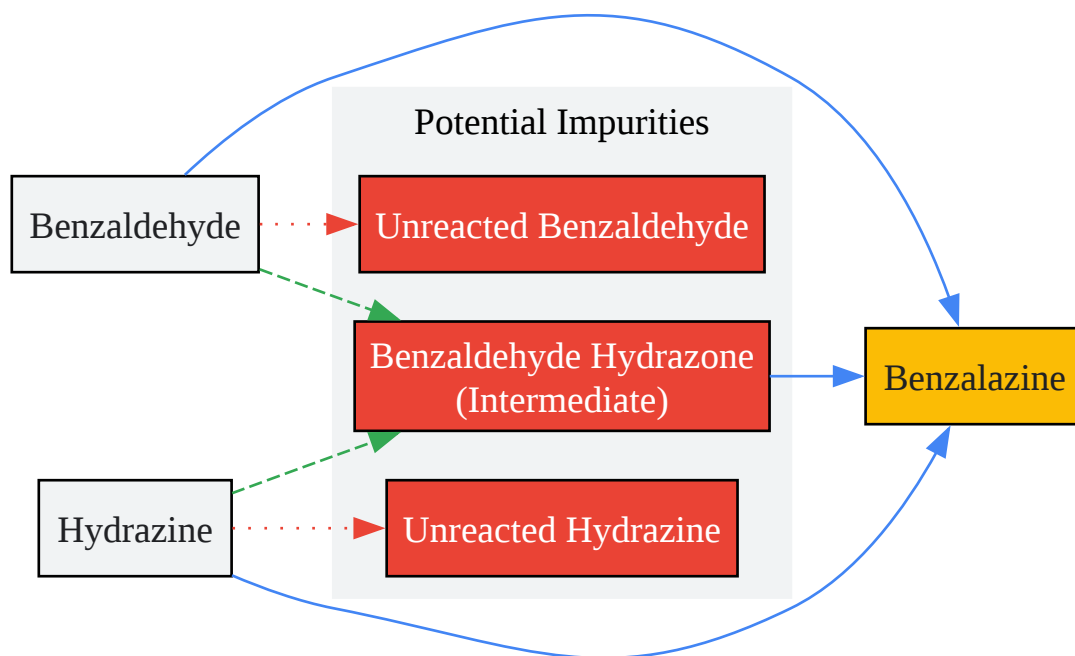 Potential Impurities
Benzaldehyde
Unreacted Benzaldehyde
Benzaldehyde Hydrazone
(Intermediate)
Benzalazine
Hydrazine
Unreacted Hydrazine